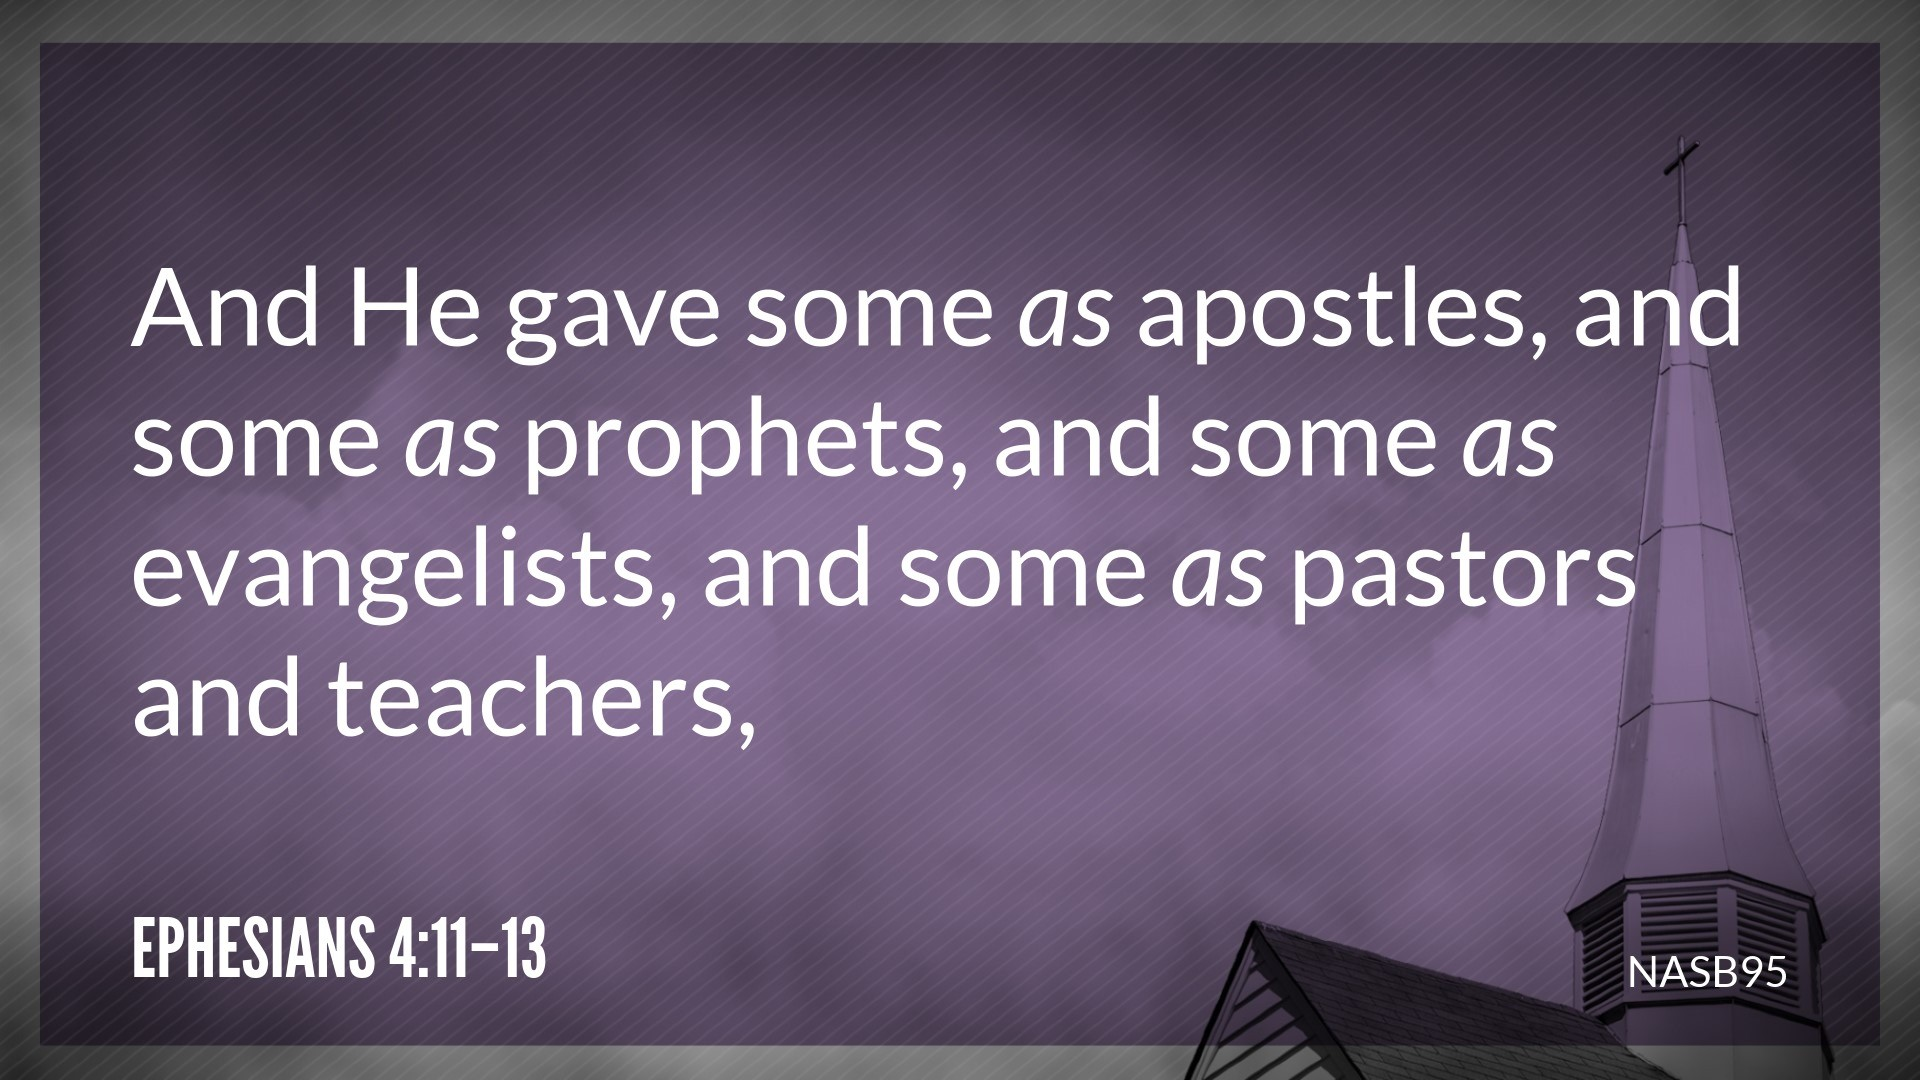 And He gave some as apostles, and
some as prophets, and some as
evangelists, and some as pastors
and teachers,
EPHESIANS 4:11–13
NASB95